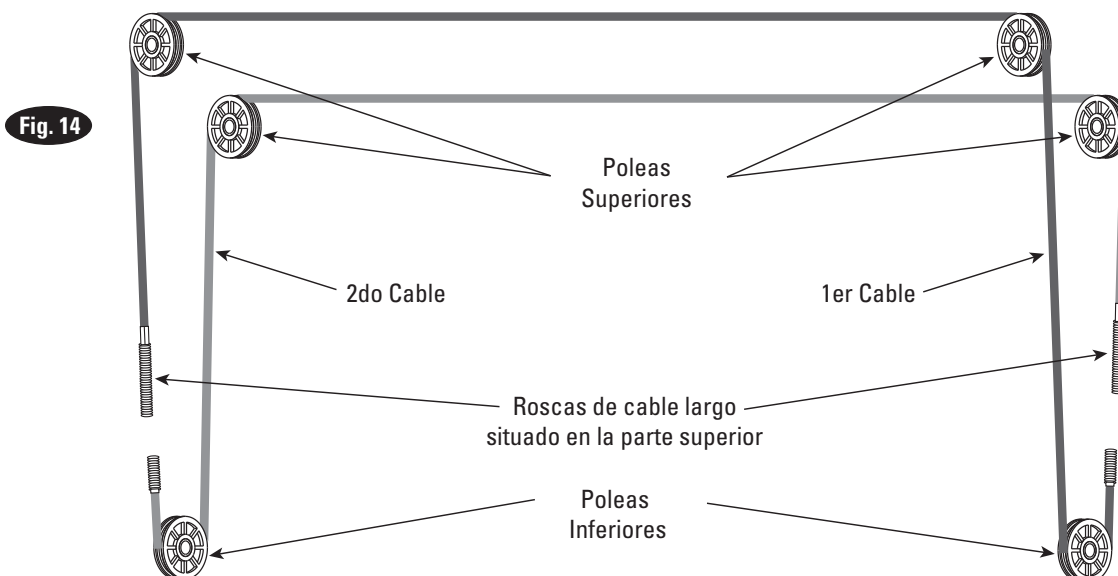 Fig. 14
Poleas
Superiores
2do Cable
1er Cable
Roscas de cable largo
situado en la parte superior
Poleas
Inferiores